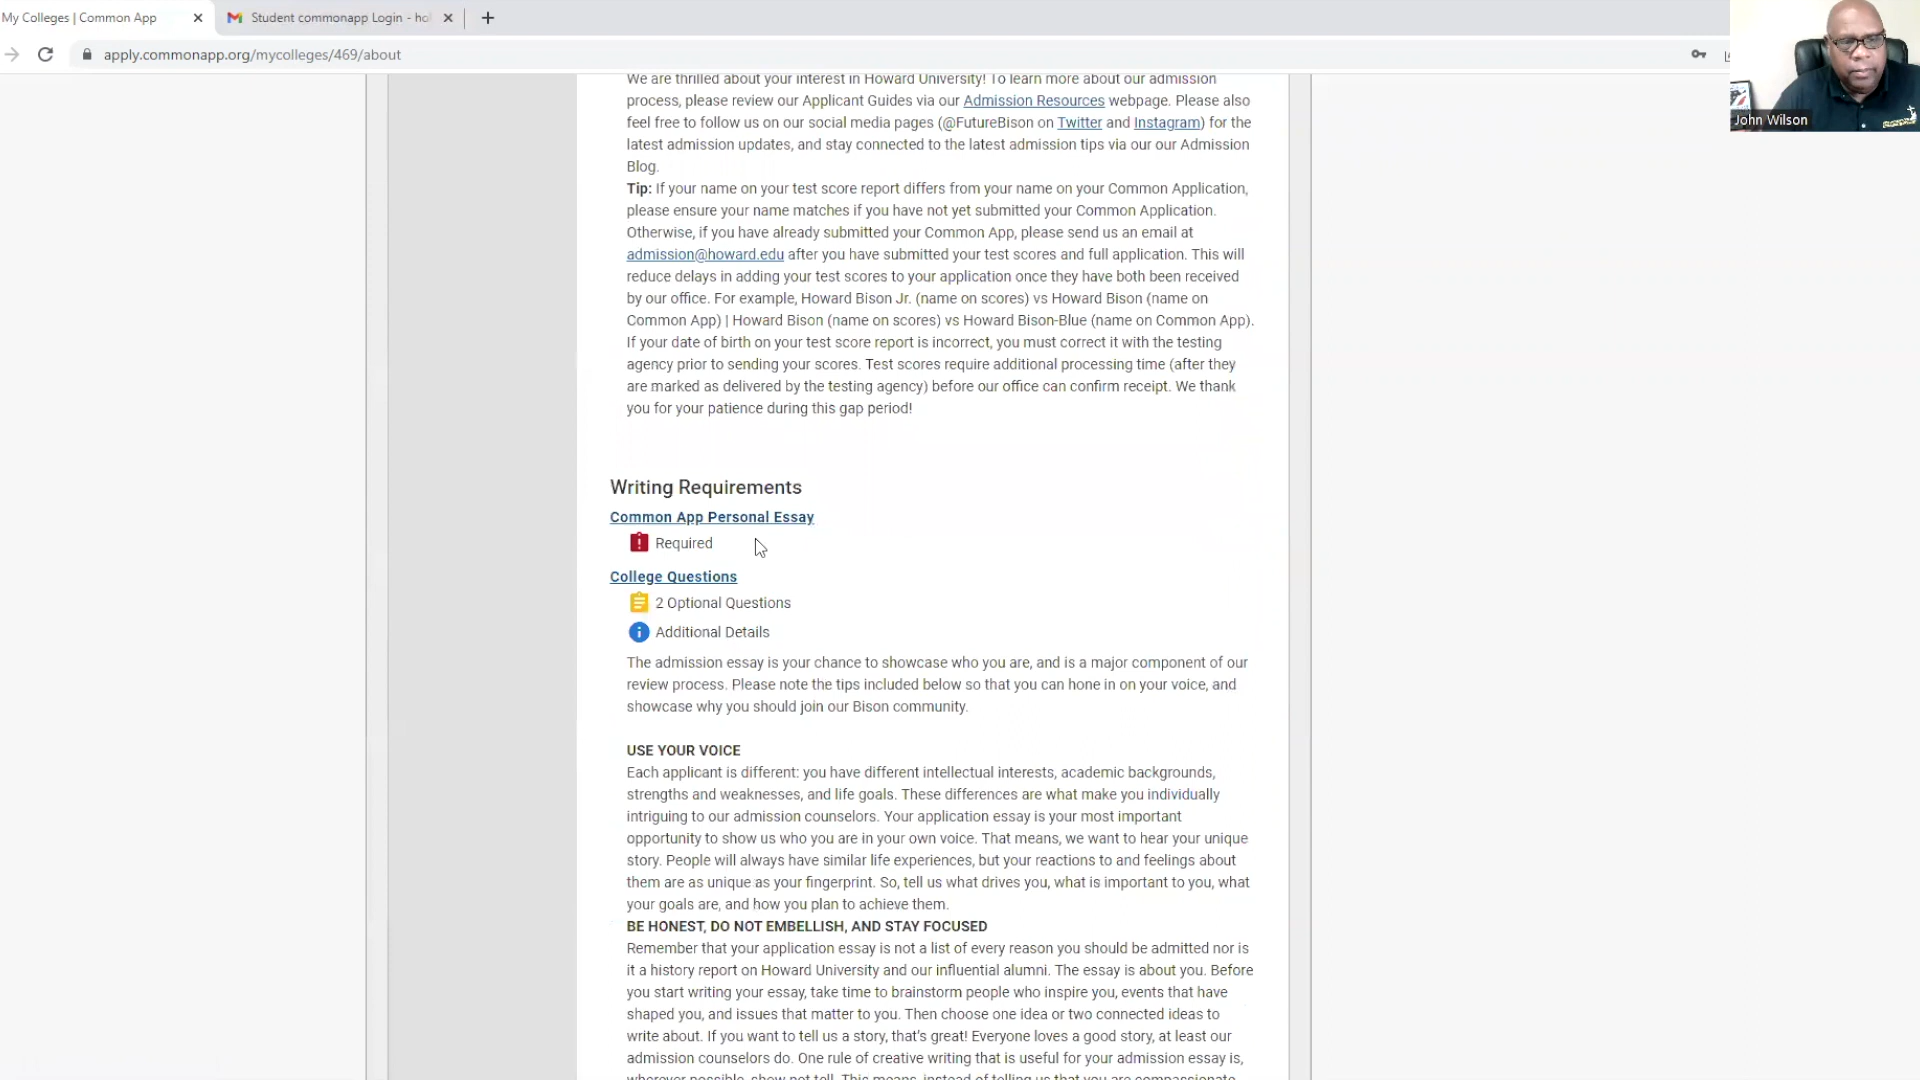 My Colleges | Common App
Student commonapp Login - ho
apply.commonapp.org/mycolleges/469/about
John Wilson
We are thrilled about your interest in Howard University! To learn more about our admission
process, please review our Applicant Guides via our Admission Resources webpage. Please also
feel free to follow us on our social media pages (@FutureBison on Twitter and Instagram) for the
latest admission updates, and stay connected to the latest admission tips via our our Admission
Blog.
Tip: If your name on your test score report differs from your name on your Common Application,
please ensure your name matches if you have not yet submitted your Common Application.
Otherwise, if you have already submitted your Common App, please send us an email at
admission@howard.edu after you have submitted your test scores and full application. This will
reduce delays in adding your test scores to your application once they have both been received
by our office. For example, Howard Bison Jr. (name on scores) vs Howard Bison (name on
Common App) | Howard Bison (name on scores) vs Howard Bison-Blue (name on Common App).
If your date of birth on your test score report is incorrect, you must correct it with the testing
agency prior to sending your scores. Test scores require additional processing time (after they
are marked as delivered by the testing agency) before our office can confirm receipt. We thank
you for your patience during this gap period!
Writing Requirements
Common App Personal Essay
Required
College Questions
2 Optional Questions
Additional Details
The admission essay is your chance to showcase who you are, and is a major component of our
review process. Please note the tips included below so that you can hone in on your voice, and
showcase why you should join our Bison community.
USE YOUR VOICE
Each applicant is different: you have different intellectual interests, academic backgrounds,
strengths and weaknesses, and life goals. These differences are what make you individually
intriguing to our admission counselors. Your application essay is your most important
opportunity to show us who you are in your own voice. That means, we want to hear your unique
story. People will always have similar life experiences, but your reactions to and feelings about
them are as unique as your fingerprint. So, tell us what drives you, what is important to you, what
your goals are, and how you plan to achieve them.
BE HONEST, DO NOT EMBELLISH, AND STAY FOCUSED
Remember that your application essay is not a list of every reason you should be admitted nor is
it a history report on Howard University and our influential alumni. The essay is about you. Before
you start writing your essay, take time to brainstorm people who inspire you, events that have
shaped you, and issues that matter to you. Then choose one idea or two connected ideas to
write about. If you want to tell us a story, that's great! Everyone loves a good story, at least our
admission counselors do. One rule of creative writing that is useful for your admission essay is,
wherever possible, show not tell. This means, instead of telling us that you are compassionate